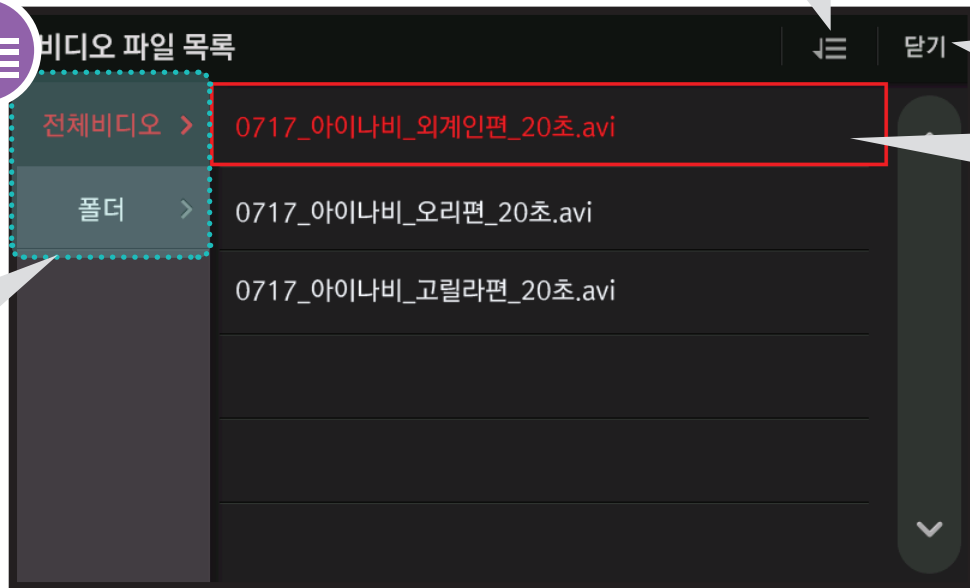 비디오 파일 목록
닫기
전체비디오
0717_아이나비_외계인편_20초.avi
폴더
0717_아이나비_오리편_20초.avi
0717_아이나비_고릴라편_20초.avi